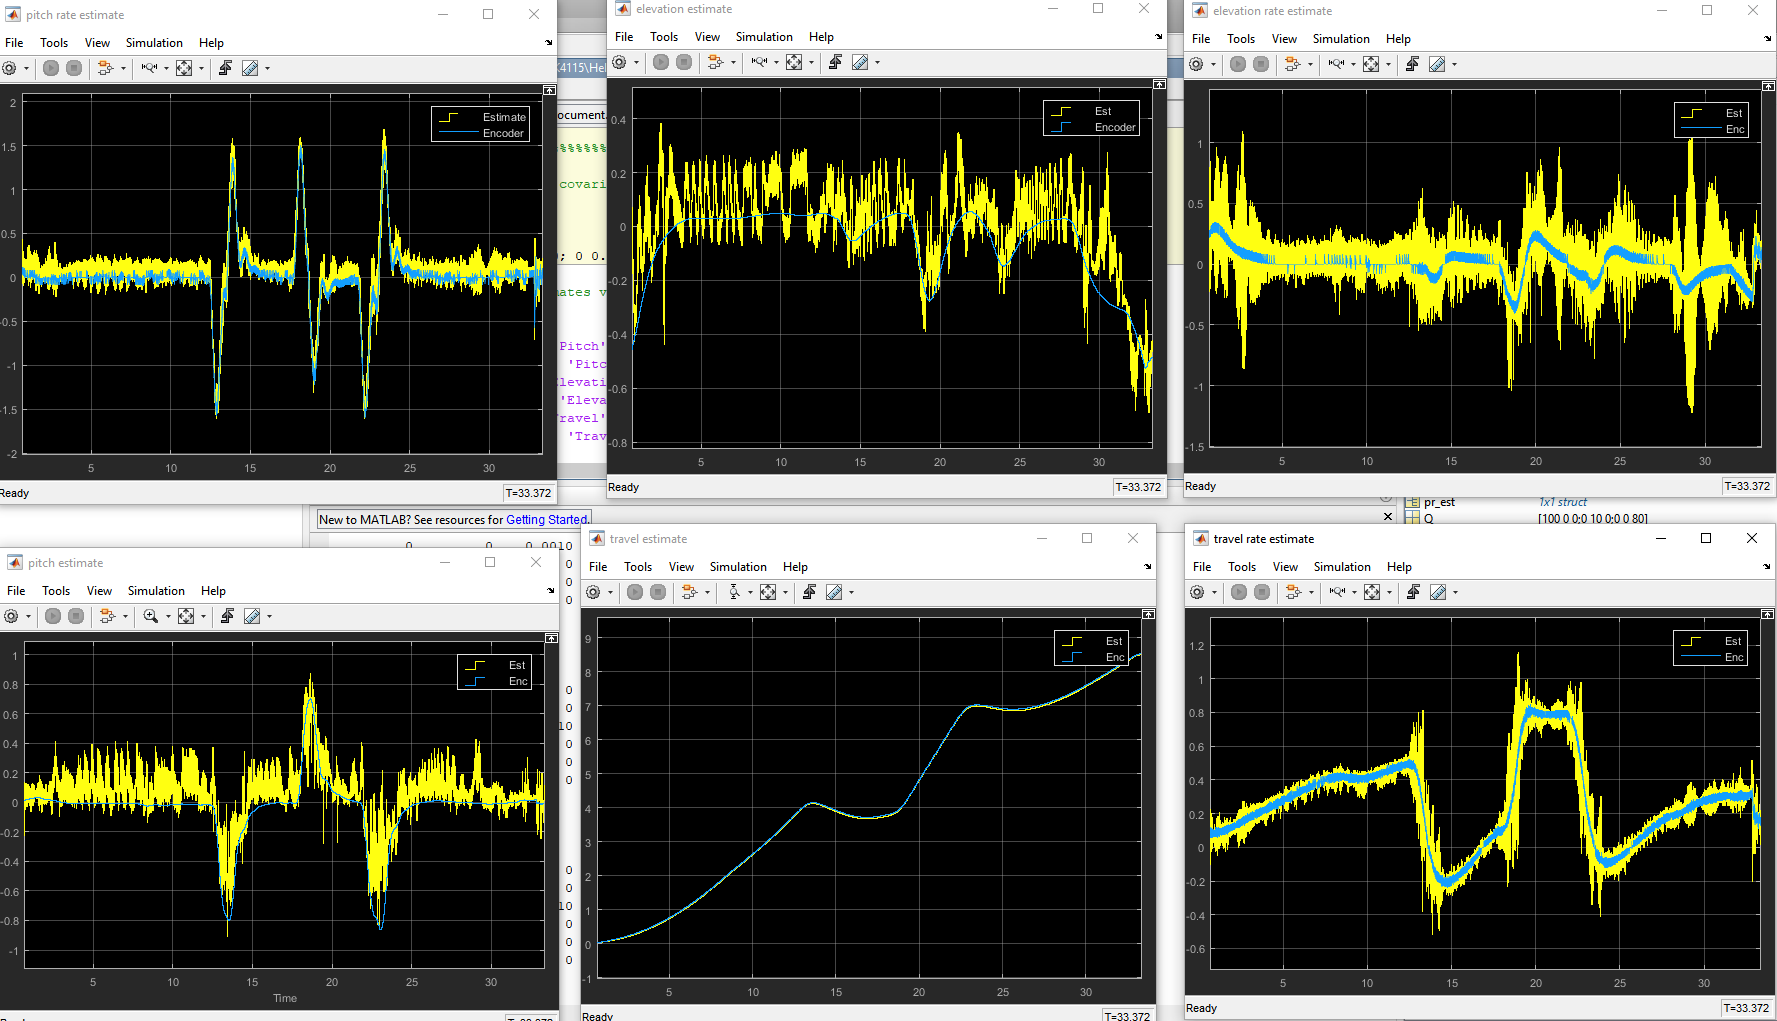 pitch rate estimate
File Tools View Simulation Help
Estimate
Encoder
2
1.5
1
0.5
0
-0.5
-1
-1.5
-2
5 10 15 20 25 30
Ready T=33.372
elevation estimate
File Tools View Simulation Help
Est
Encoder
0.4
0.2
0
-0.2
-0.4
-0.6
-0.8
5 10 15 20 25 30
Ready T=33.372
elevation rate estimate
File Tools View Simulation Help
Est
Enc
1
0.5
0
-0.5
-1
-1.5
5 10 15 20 25 30
Ready T=33.372
K4115\Hel
ocument.
%%%%%%
covari
; 0 0.
mates v
Pitch'
'Pitc
Elevati
'Eleva
Travel'
'Trav
New to MATLAB? See resources for Getting Started.
0 0 0.0010
pr_est 1x1 struct
Q [100 0 0;0 10 0;0 0 80]
pitch estimate
File Tools View Simulation Help
Est
Enc
1
0.8
0.6
0.4
0.2
0
-0.2
-0.4
-0.6
-0.8
-1
5 10 15 20 25 30
Time
travel estimate
File Tools View Simulation Help
Est
Enc
9
8
7
6
5
4
3
2
1
0
-1
5 10 15 20 25 30
Ready T=33.372
travel rate estimate
File Tools View Simulation Help
Est
Enc
1.2
1
0.8
0.6
0.4
0.2
0
-0.2
-0.4
-0.6
5 10 15 20 25 30
Ready T=33.372